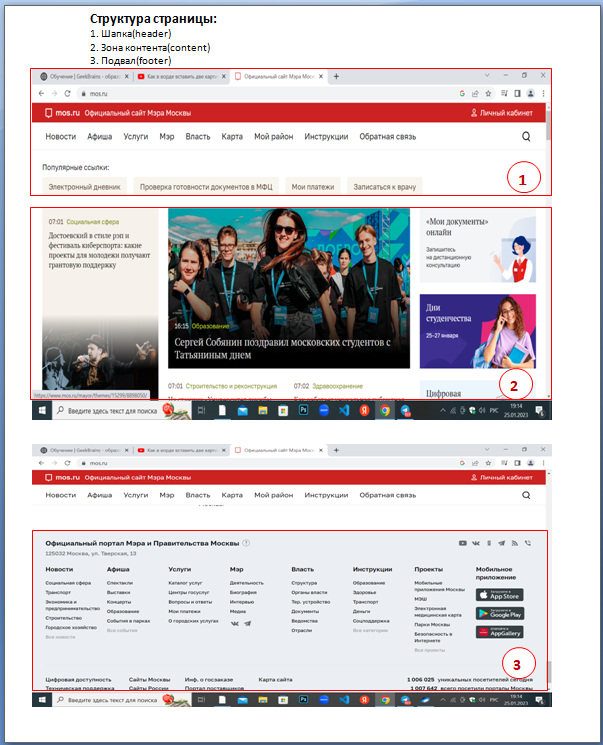 Структура страницы:
1. Шапка(header)
2. Зона контента(content)
3. Подвал(footer)
Обучение | GeekBrains - образо
Как в ворде вставить две карти
Официальный сайт Мэра Моск
mos.ru
mos.ru Официальный сайт Мэра Москвы
Личный кабинет
Новости Афиша Услуги Мэр Власть Карта Мой район Инструкции Обратная связь
Популярные ссылки:
Электронный дневник
Проверка готовности документов в МФЦ
Мои платежи
Записаться к врачу
1
07:01 Социальная сфера
Достоевский в стиле рэп и
фестиваль киберспорта: какие
проекты для молодежи получают
грантовую поддержку
16:15 Образование
Сергей Собянин поздравил московских студентов с
Татьяниным днем
«Мои документы»
онлайн
Запишитесь
на дистанционную
консультацию
Дни
студенчества
25–27 января
07:01 Строительство и реконструкция
07:02 Здравоохранение
Цифровая
2
https://www.mos.ru/mayor/themes/15299/8898050/
Введите здесь текст для поиска
РУС
19:14
25.01.2023
Обучение | GeekBrains - образо
Как в ворде вставить две карти
Официальный сайт Мэра Моск
mos.ru
mos.ru Официальный сайт Мэра Москвы
Личный кабинет
Новости Афиша Услуги Мэр Власть Карта Мой район Инструкции Обратная связь
Официальный портал Мэра и Правительства Москвы
125032 Москва, ул. Тверская, 13
Новости
Социальная сфера
Транспорт
Экономика и
предпринимательство
Строительство
Городское хозяйство
Все новости
Афиша
Спектакли
Выставки
Концерты
Образование
События в парках
Все события
Услуги
Каталог услуг
Центры госуслуг
Вопросы и ответы
Мои платежи
О городских услугах
Мэр
Деятельность
Биография
Интервью
Медиа
Власть
Структура
Органы власти
Тер. устройство
Документы
Ведомства
Отрасли
Инструкции
Образование
Здоровье
Транспорт
Деньги
Соцподдержка
Все категории
Проекты
Мобильные
приложения Москвы
МЭШ
Электронная
медицинская карта
Парки Москвы
Безопасность в
Интернете
Все проекты
Мобильное
приложение
App Store
Google Play
AppGallery
3
Цифровая доступность Сайты Москвы Инф. о госзаказе Карта сайта
1 006 025 уникальных посетителей сегодня
Техническая поддержка Сайты России Портал поставщиков
1 007 642 всего посетили порталы Москвы
Введите здесь текст для поиска
РУС
19:14
25.01.2023